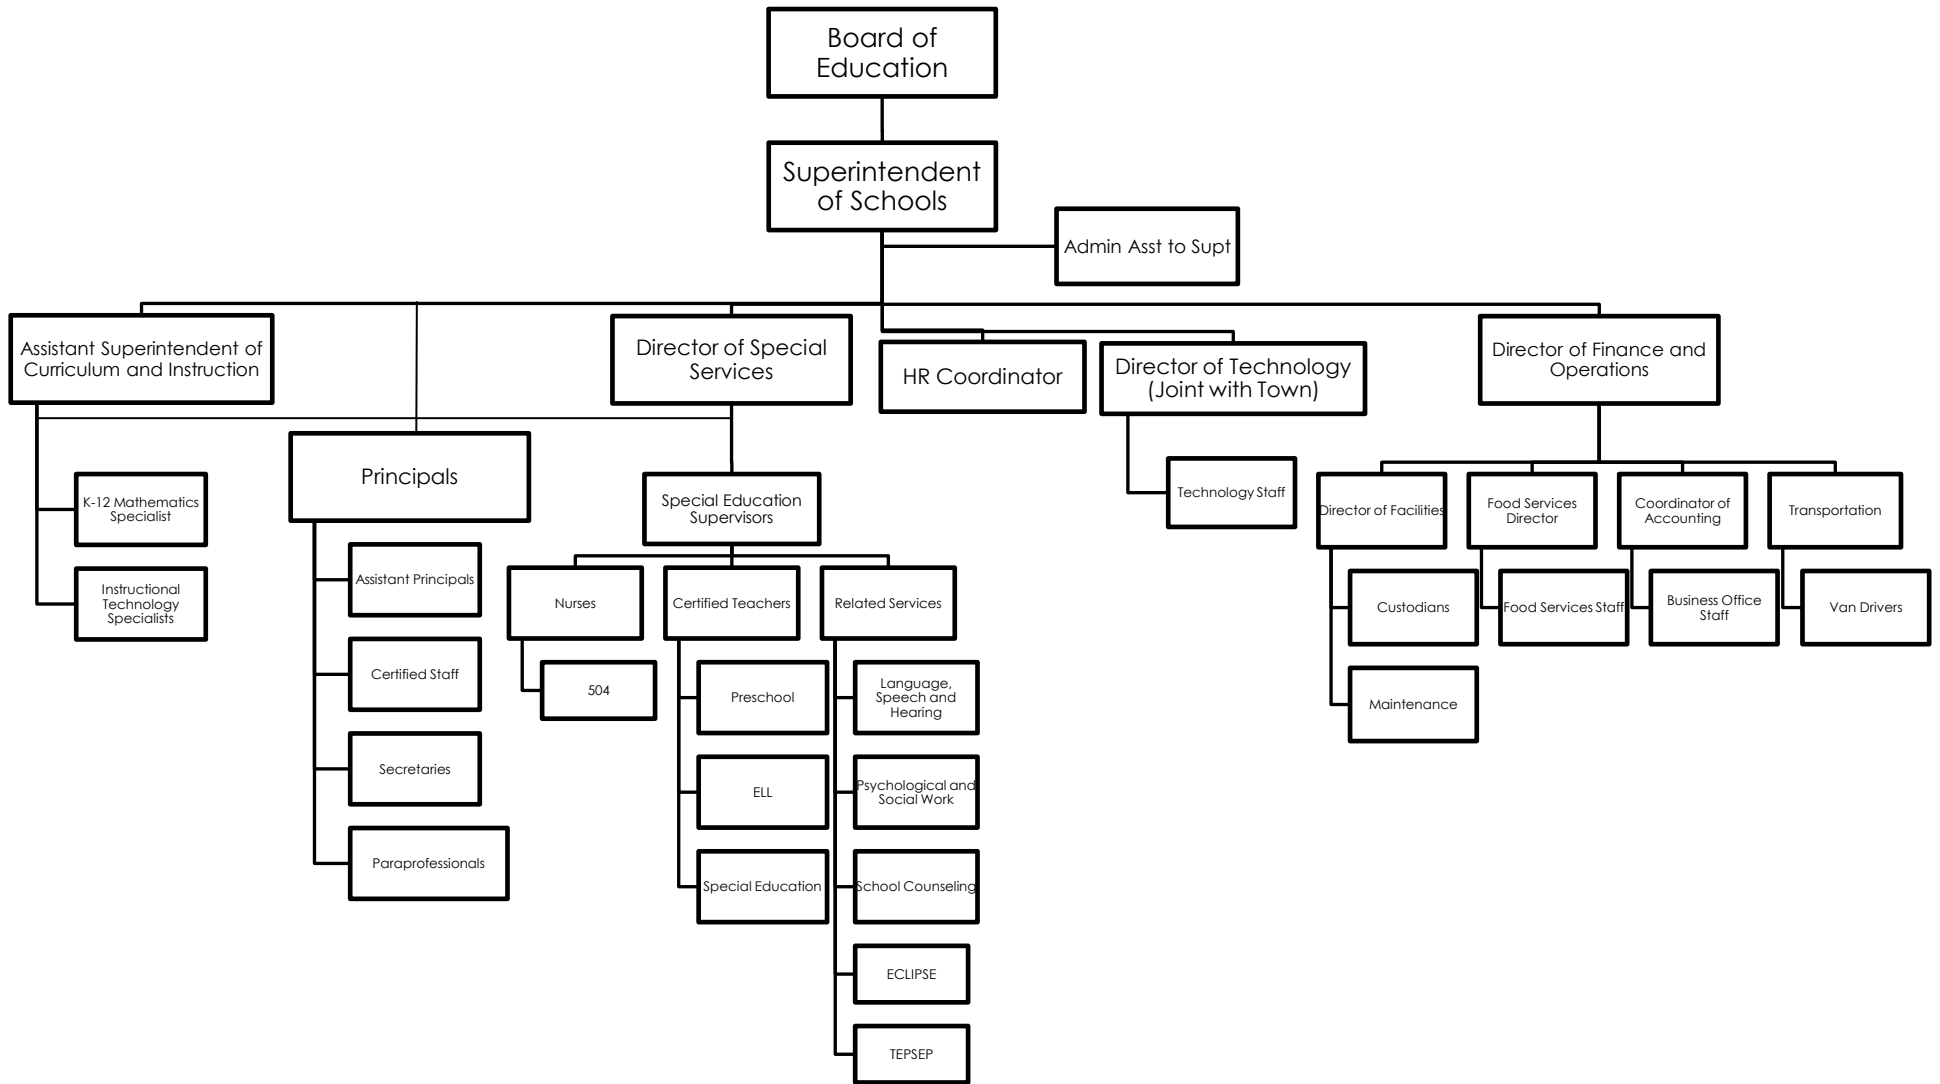 Board of
Education
Superintendent
of Schools
Admin Asst to Supt
Assistant Superintendent of
Curriculum and Instruction
Director of Special
Services
HR Coordinator
Director of Technology
(Joint with Town)
Director of Finance and
Operations
K-12 Mathematics
Specialist
Instructional
Technology
Specialists
Principals
Assistant Principals
Certified Staff
Secretaries
Paraprofessionals
Special Education
Supervisors
Nurses
504
Certified Teachers
Preschool
ELL
Special Education
Related Services
Language,
Speech and
Hearing
Psychological and
Social Work
School Counseling
ECLIPSE
TEPSEP
Technology Staff
Director of Facilities
Custodians
Maintenance
Food Services
Director
Food Services Staff
Coordinator of
Accounting
Business Office
Staff
Transportation
Van Drivers